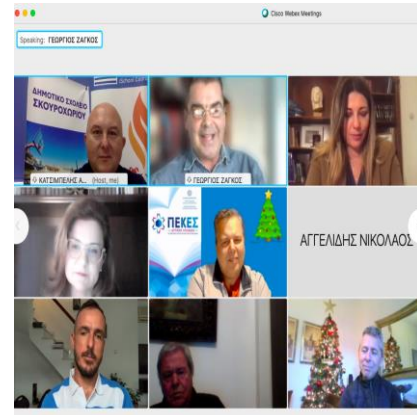 Cisco Webex Meetings
Speaking: ΓΕΩΡΓΙΟΣ ΖΑΓΚΟΣ
ΔΗΜΟΤΙΚΟ ΣΧΟΛΕΙΟ
ΣΚΟΥΡΟΧΩΡΙΟΥ
ΚΑΤΣΙΜΠΕΛΗΣ Α... (Host, me)
ΓΕΩΡΓΙΟΣ ΖΑΓΚΟΣ
ΠΕΚΕΣ
ΑΓΓΕΛΙΔΗΣ ΝΙΚΟΛΑΟΣ